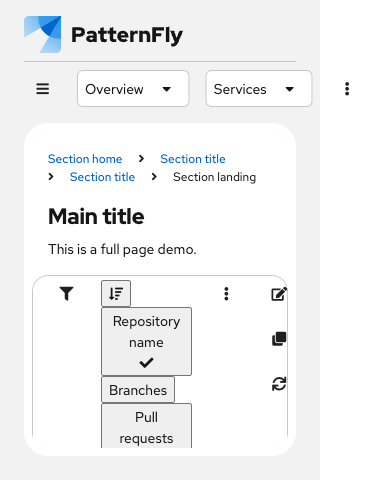 PatternFly
Overview
Services
Section home
Section title
Section title
Section landing
Main title
This is a full page demo.
Repository
name
Branches
Pull
requests